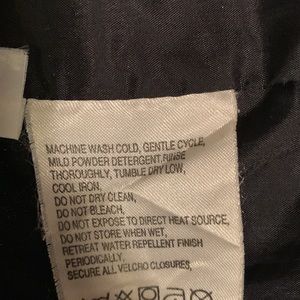 MACHINE WASH COLD, GENTLE CYCLE,
MILD POWDER DETERGENT.RINSE
THOROUGHLY, TUMBLE DRY LOW,
COOL IRON.
DO NOT DRY CLEAN,
DO NOT BLEACH,
DO NOT EXPOSE TO DIRECT HEAT SOURCE,
DO NOT STORE WHEN WET,
RETREAT WATER REPELLENT FINISH
PERIODICALLY.
SECURE ALL VELCRO CLOSURES.